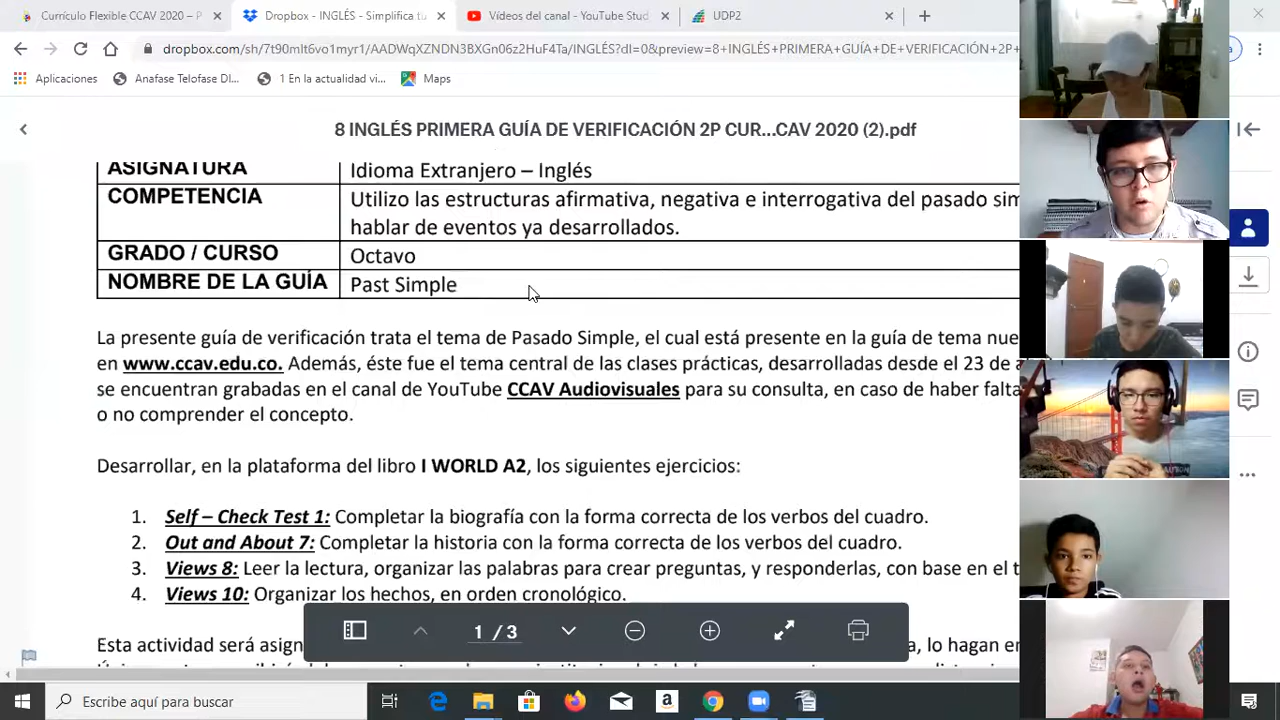 Currículo Flexible CCAV 2020 – P
Dropbox - INGLÉS - Simplifica tu
Vídeos del canal - YouTube Stud
UDP2
dropbox.com/sh/7t90mlt6vo1myr1/AADWqXZNDN3BXGH06z2HuF4Ta/INGLÉS?dl=0&preview=8+INGLÉS+PRIMERA+GUÍA+DE+VERIFICACIÓN+2P+
Aplicaciones
Anafase Telofase DI...
1 En la actualidad vi...
Maps
8 INGLÉS PRIMERA GUÍA DE VERIFICACIÓN 2P CUR...CAV 2020 (2).pdf
ASIGNATURA Idioma Extranjero – Inglés
COMPETENCIA Utilizo las estructuras afirmativa, negativa e interrogativa del pasado sim
hablar de eventos ya desarrollados.
GRADO / CURSO Octavo
NOMBRE DE LA GUÍA Past Simple
La presente guía de verificación trata el tema de Pasado Simple, el cual está presente en la guía de tema nue
en www.ccav.edu.co. Además, éste fue el tema central de las clases prácticas, desarrolladas desde el 23 de a
se encuentran grabadas en el canal de YouTube CCAV Audiovisuales para su consulta, en caso de haber falta
o no comprender el concepto.
Desarrollar, en la plataforma del libro I WORLD A2, los siguientes ejercicios:
1. Self – Check Test 1: Completar la biografía con la forma correcta de los verbos del cuadro.
2. Out and About 7: Completar la historia con la forma correcta de los verbos del cuadro.
3. Views 8: Leer la lectura, organizar las palabras para crear preguntas, y responderlas, con base en el t
4. Views 10: Organizar los hechos, en orden cronológico.
1 / 3
Esta actividad será asign
a, lo hagan en
Escribe aquí para buscar